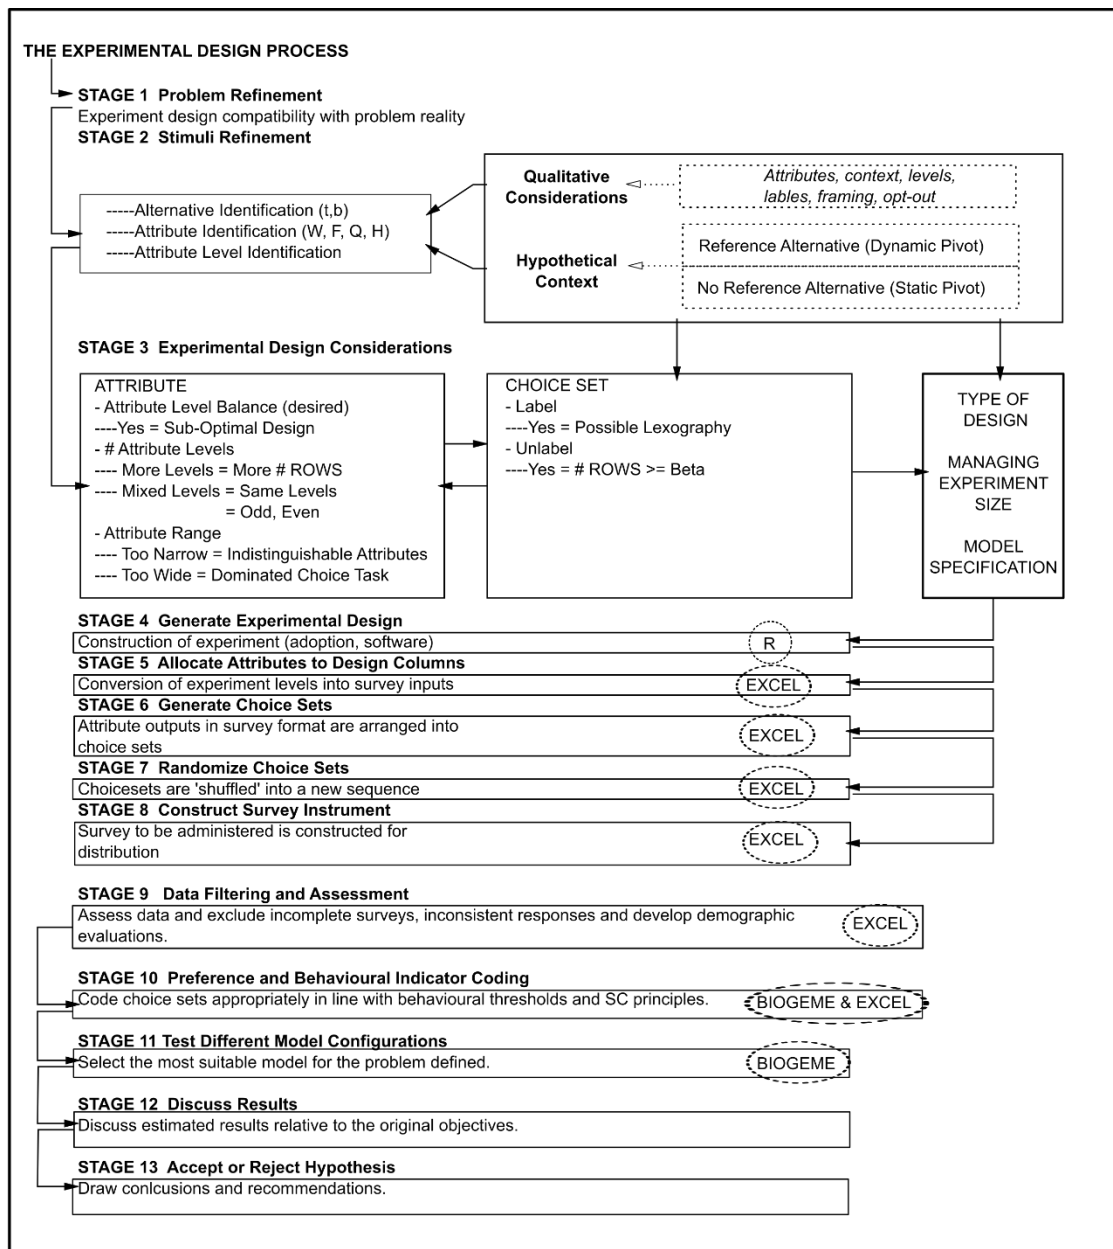 THE EXPERIMENTAL DESIGN PROCESS
STAGE 1 Problem Refinement
Experiment design compatibility with problem reality
STAGE 2 Stimuli Refinement
-----Alternative Identification (t,b)
-----Attribute Identification (W, F, Q, H)
-----Attribute Level Identification
Qualitative
Considerations
Attributes, context, levels,
lables, framing, opt-out
Hypothetical
Context
Reference Alternative (Dynamic Pivot)
No Reference Alternative (Static Pivot)
STAGE 3 Experimental Design Considerations
ATTRIBUTE
- Attribute Level Balance (desired)
----Yes = Sub-Optimal Design
- # Attribute Levels
---- More Levels = More # ROWS
---- Mixed Levels = Same Levels
= Odd, Even
- Attribute Range
---- Too Narrow = Indistinguishable Attributes
---- Too Wide = Dominated Choice Task
CHOICE SET
- Label
----Yes = Possible Lexography
- Unlabel
----Yes = # ROWS >= Beta
TYPE OF
DESIGN
MANAGING
EXPERIMENT
SIZE
MODEL
SPECIFICATION
STAGE 4 Generate Experimental Design
Construction of experiment (adoption, software)
R
STAGE 5 Allocate Attributes to Design Columns
Conversion of experiment levels into survey inputs
EXCEL
STAGE 6 Generate Choice Sets
Attribute outputs in survey format are arranged into
choice sets
EXCEL
STAGE 7 Randomize Choice Sets
Choicesets are 'shuffled' into a new sequence
EXCEL
STAGE 8 Construct Survey Instrument
Survey to be administered is constructed for
distribution
EXCEL
STAGE 9 Data Filtering and Assessment
Assess data and exclude incomplete surveys, inconsistent responses and develop demographic
evaluations.
EXCEL
STAGE 10 Preference and Behavioural Indicator Coding
Code choice sets appropriately in line with behavioural thresholds and SC principles.
BIOGEME & EXCEL
STAGE 11 Test Different Model Configurations
Select the most suitable model for the problem defined.
BIOGEME
STAGE 12 Discuss Results
Discuss estimated results relative to the original objectives.
STAGE 13 Accept or Reject Hypothesis
Draw conlcusions and recommendations.